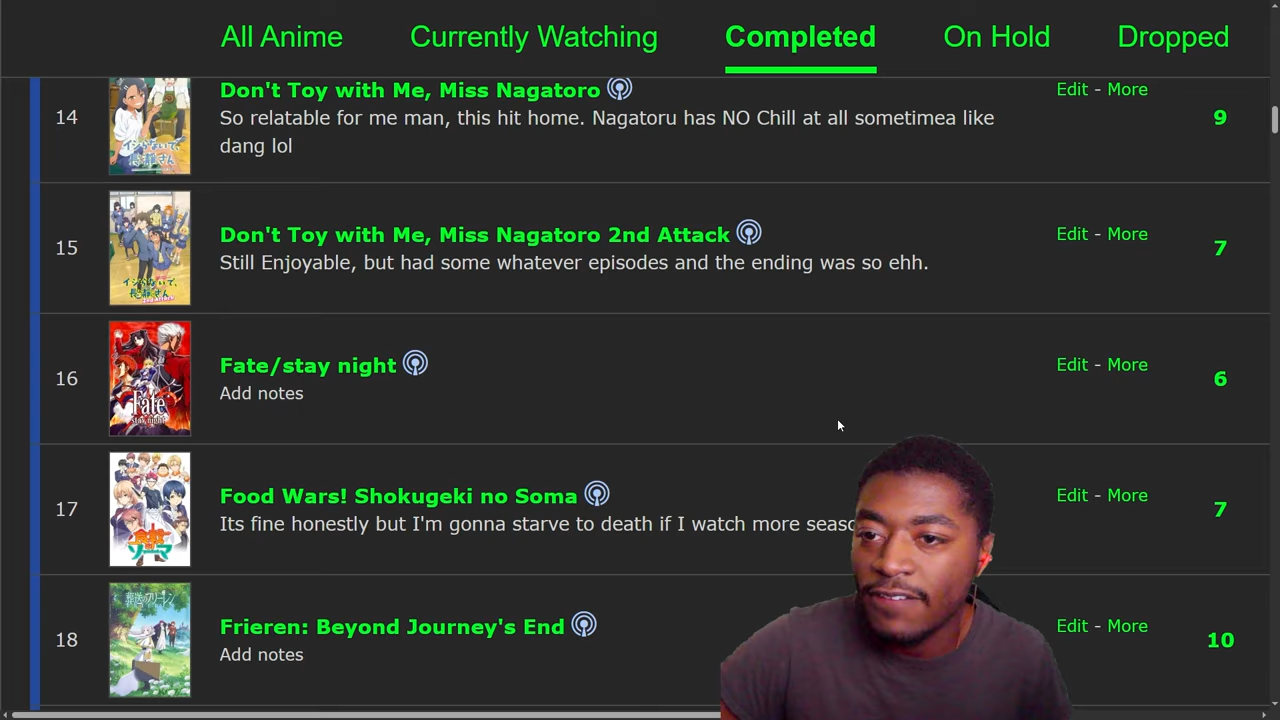 All Anime Currently Watching Completed On Hold Dropped
14
Don't Toy with Me, Miss Nagatoro
So relatable for me man, this hit home. Nagatoru has NO Chill at all sometimea like
dang lol
Edit - More
9
15
Don't Toy with Me, Miss Nagatoro 2nd Attack
Still Enjoyable, but had some whatever episodes and the ending was so ehh.
Edit - More
7
16
Fate/stay night
Add notes
Edit - More
6
Fate
stay night
17
Food Wars! Shokugeki no Soma
Its fine honestly but I'm gonna starve to death if I watch more
Edit - More
7
18
Frieren: Beyond Journey's End
Add notes
Edit - More
10